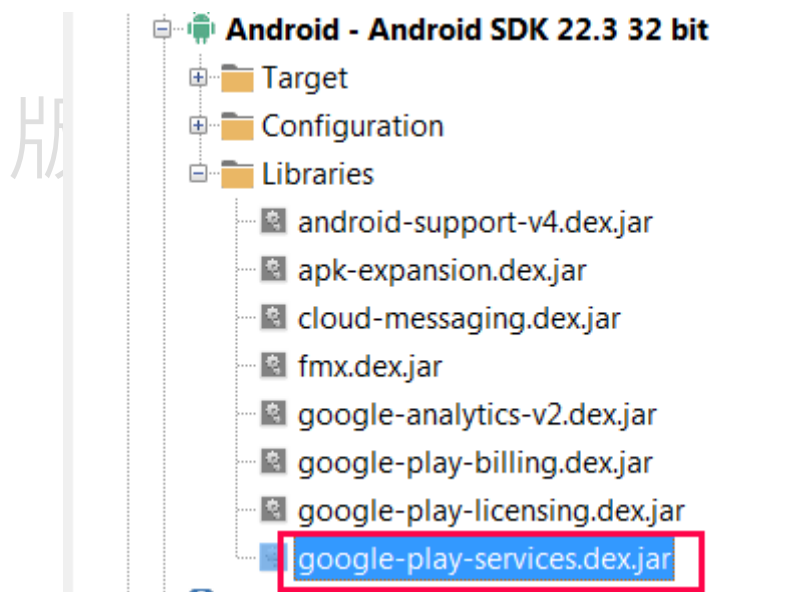 Android - Android SDK 22.3 32 bit
Target
Configuration
Libraries
android-support-v4.dex.jar
apk-expansion.dex.jar
cloud-messaging.dex.jar
fmx.dex.jar
google-analytics-v2.dex.jar
google-play-billing.dex.jar
google-play-licensing.dex.jar
google-play-services.dex.jar
版